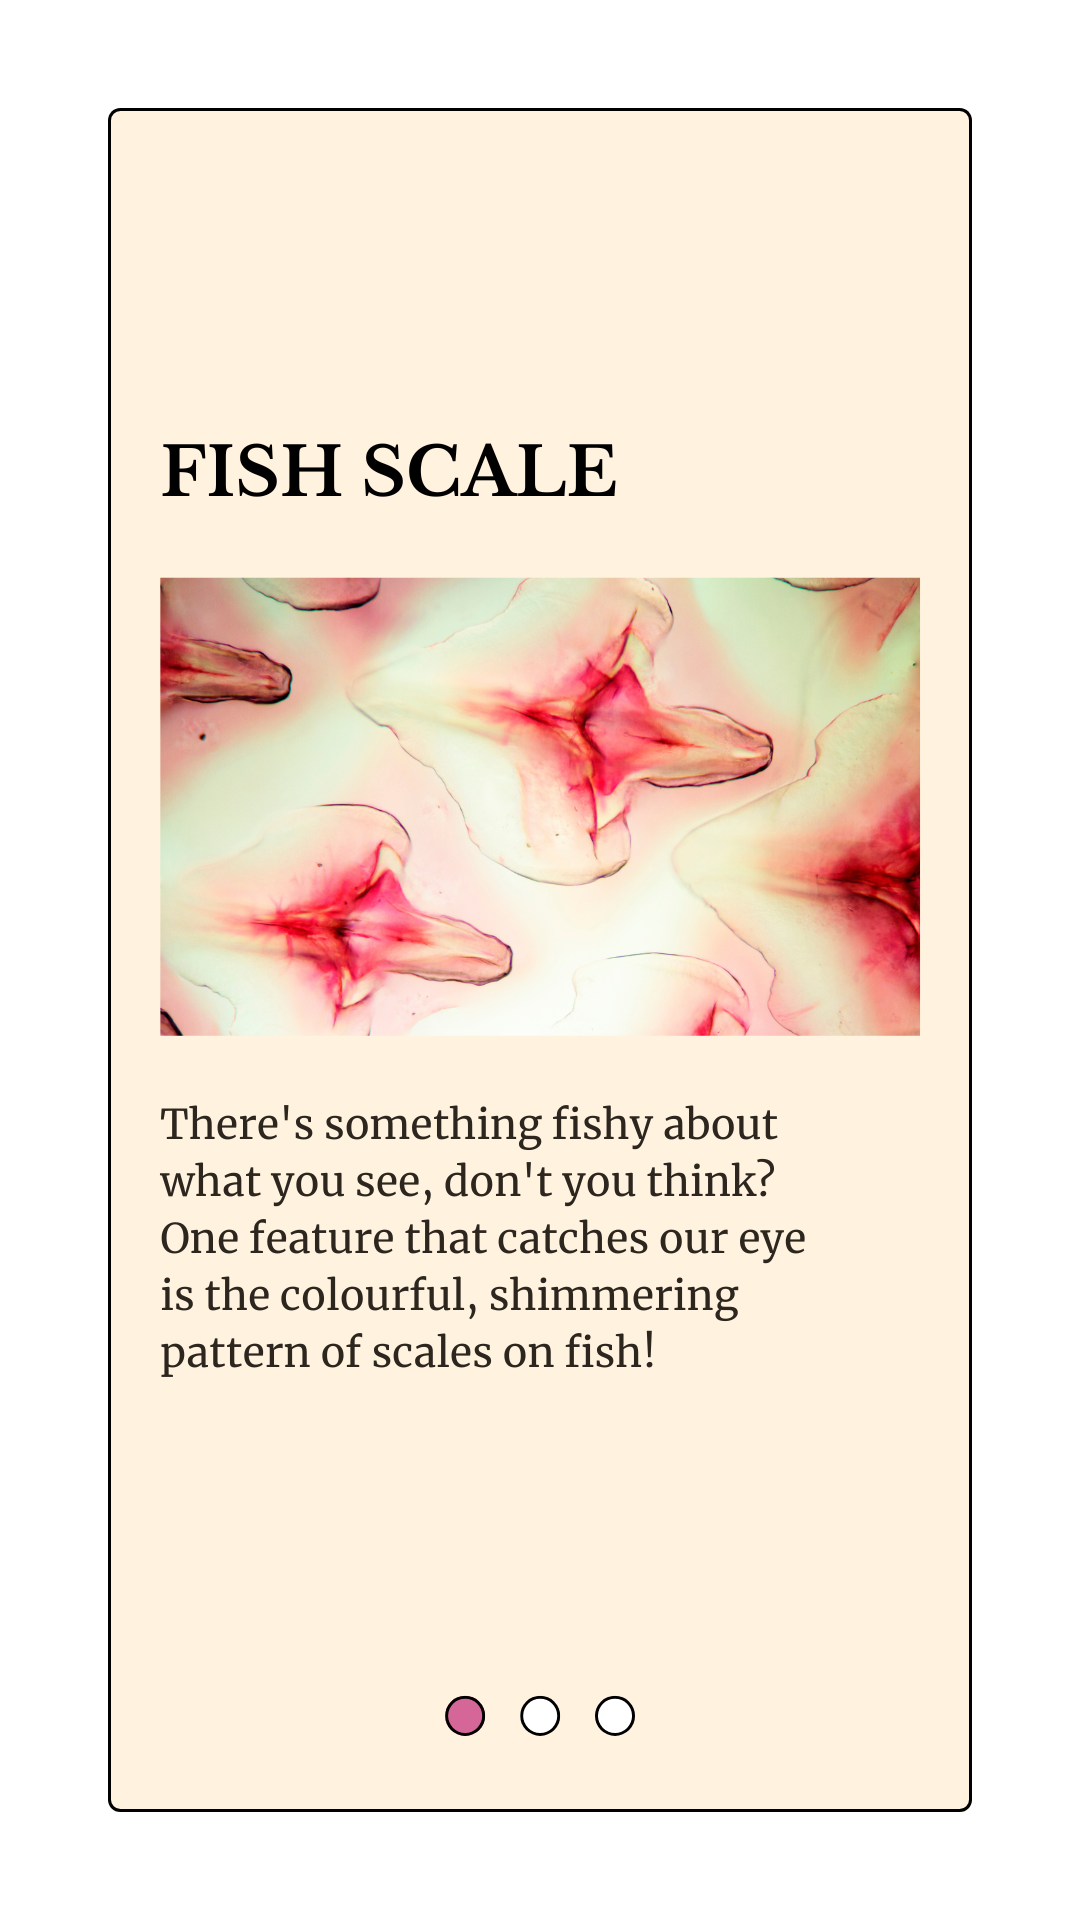 FISH SCALE
There's something fishy about
what you see, don't you think?
One feature that catches our eye
is the colourful, shimmering
pattern of scales on fish!